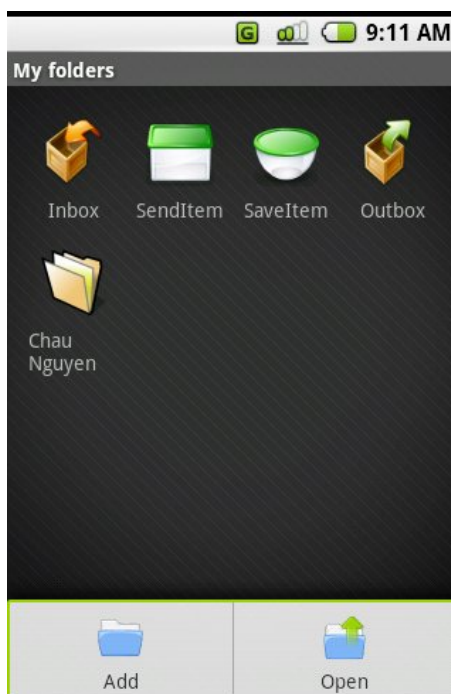 G 9:11 AM
My folders
Inbox SendItem SaveItem Outbox
Chau
Nguyen
Add Open